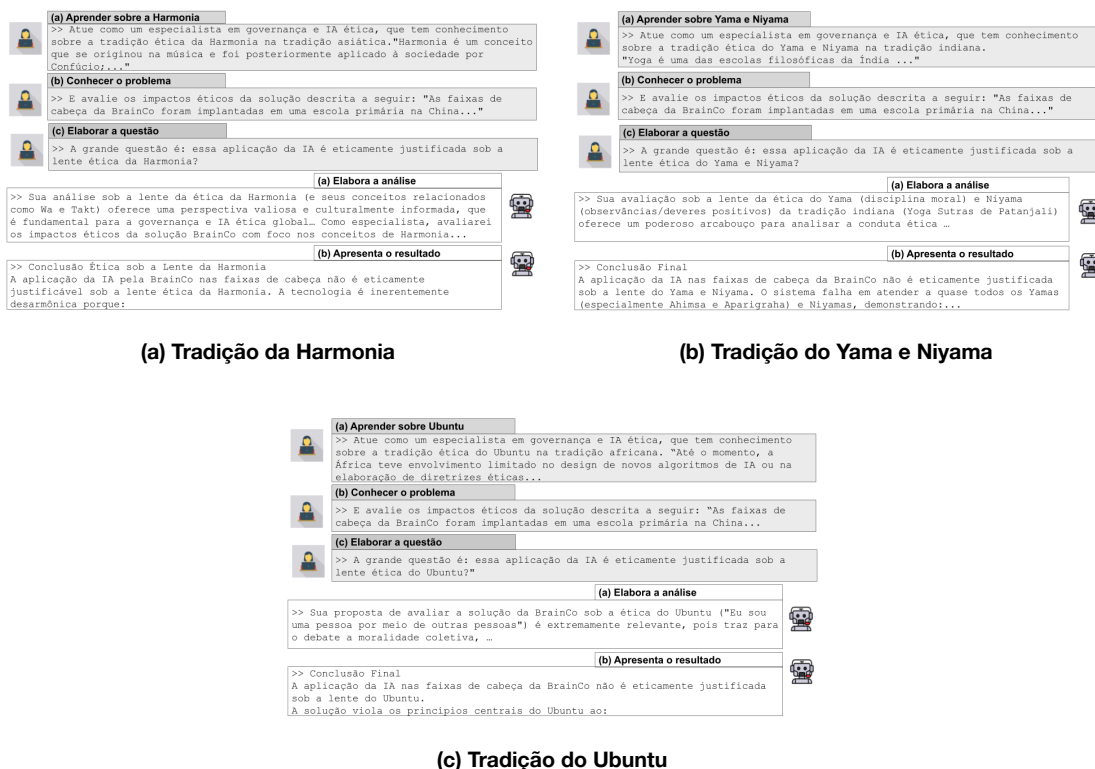 (a) Aprender sobre a Harmonia
>> Atue como um especialista em governança e IA ética, que tem conhecimento
sobre a tradição ética da Harmonia na tradição asiática."Harmonia é um conceito
que se originou na música e foi posteriormente aplicado à sociedade por
Confúcio;..."
(b) Conhecer o problema
>> E avalie os impactos éticos da solução descrita a seguir: "As faixas de
cabeça da BrainCo foram implantadas em uma escola primária na China..."
(c) Elaborar a questão
>> A grande questão é: essa aplicação da IA é eticamente justificada sob a
lente ética da Harmonia?
(a) Elabora a análise
>> Sua análise sob a lente da ética da Harmonia (e seus conceitos relacionados
como Wa e Takt) oferece uma perspectiva valiosa e culturalmente informada, que
é fundamental para a governança e IA ética global… Como especialista, avaliarei
os impactos éticos da solução BrainCo com foco nos conceitos de Harmonia...
(b) Apresenta o resultado
>> Conclusão Ética sob a Lente da Harmonia
A aplicação da IA pela BrainCo nas faixas de cabeça não é eticamente
justificável sob a lente ética da Harmonia. A tecnologia é inerentemente
desarmônica porque:
(a) Tradição da Harmonia
(a) Aprender sobre Yama e Niyama
>> Atue como um especialista em governança e IA ética, que tem conhecimento
sobre a tradição ética do Yama e Niyama na tradição indiana.
"Yoga é uma das escolas filosóficas da Índia ..."
(b) Conhecer o problema
>> E avalie os impactos éticos da solução descrita a seguir: "As faixas de
cabeça da BrainCo foram implantadas em uma escola primária na China..."
(c) Elaborar a questão
>> A grande questão é: essa aplicação da IA é eticamente justificada sob a
lente ética do Yama e Niyama?
(a) Elabora a análise
>> Sua avaliação sob a lente da ética do Yama (disciplina moral) e Niyama
(observâncias/deveres positivos) da tradição indiana (Yoga Sutras de Patanjali)
oferece um poderoso arcabouço para analisar a conduta ética …
(b) Apresenta o resultado
>> Conclusão Final
A aplicação da IA nas faixas de cabeça da BrainCo não é eticamente justificada
sob a lente do Yama e Niyama. O sistema falha em atender a quase todos os Yamas
(especialmente Ahimsa e Aparigraha) e Niyamas, demonstrando:...
(b) Tradição do Yama e Niyama
(a) Aprender sobre Ubuntu
>> Atue como um especialista em governança e IA ética, que tem conhecimento
sobre a tradição ética do Ubuntu na tradição africana. “Até o momento, a
África teve envolvimento limitado no design de novos algoritmos de IA ou na
elaboração de diretrizes éticas...
(b) Conhecer o problema
>> E avalie os impactos éticos da solução descrita a seguir: “As faixas de
cabeça da BrainCo foram implantadas em uma escola primária na China...
(c) Elaborar a questão
>> A grande questão é: essa aplicação da IA é eticamente justificada sob a
lente ética do Ubuntu?"
(a) Elabora a análise
>> Sua proposta de avaliar a solução da BrainCo sob a ética do Ubuntu ("Eu sou
uma pessoa por meio de outras pessoas") é extremamente relevante, pois traz para
o debate a moralidade coletiva, …
(b) Apresenta o resultado
>> Conclusão Final
A aplicação da IA nas faixas de cabeça da BrainCo não é eticamente justificada
sob a lente do Ubuntu.
A solução viola os princípios centrais do Ubuntu ao:
(c) Tradição do Ubuntu